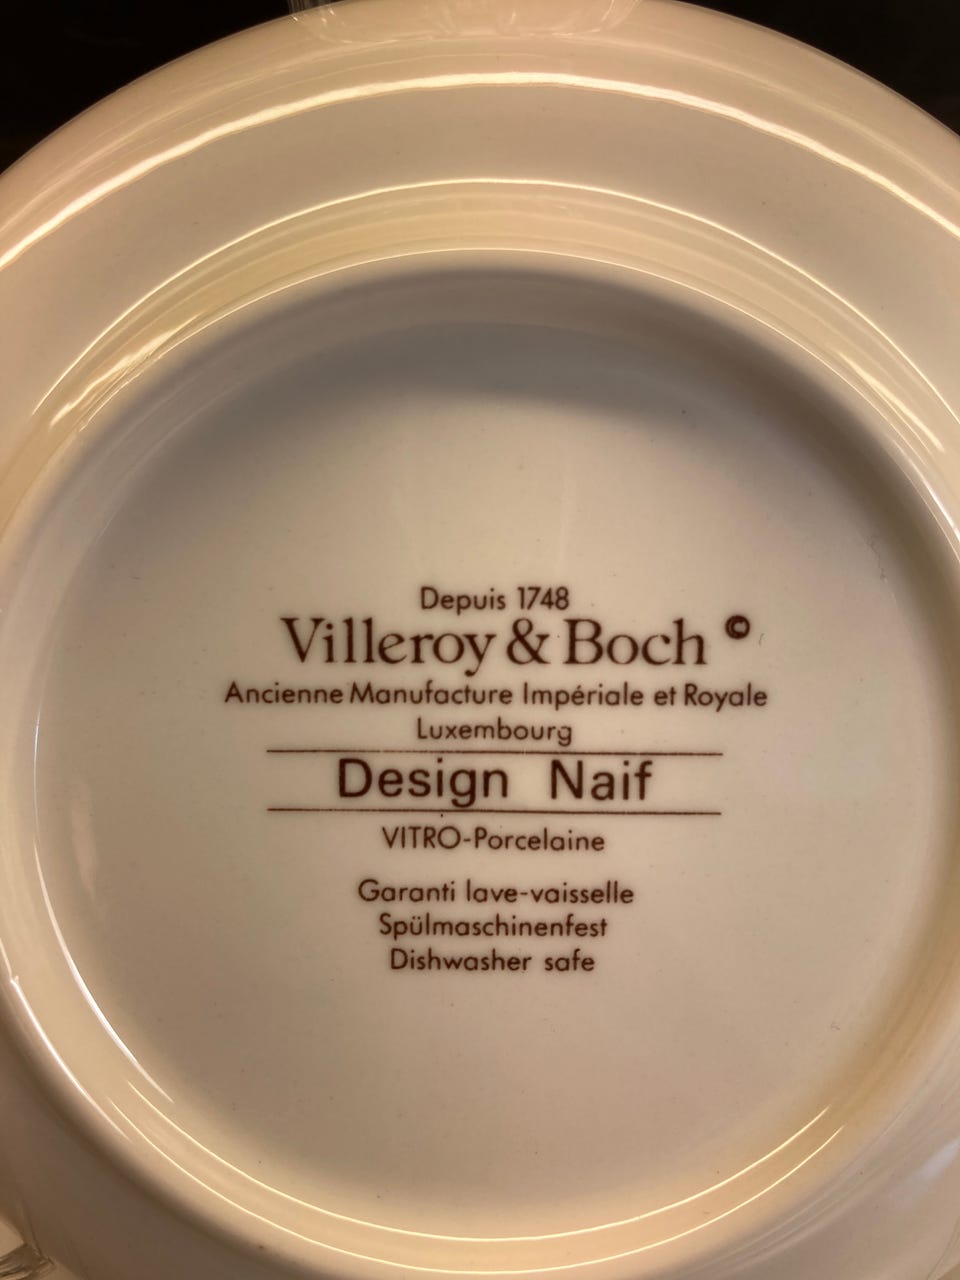 Depuis 1748
Villeroy & Boch ©
Ancienne Manufacture Impériale et Royale
Luxembourg
Design Naif
VITRO-Porcelaine
Garanti lave-vaisselle
Spülmaschinenfest
Dishwasher safe